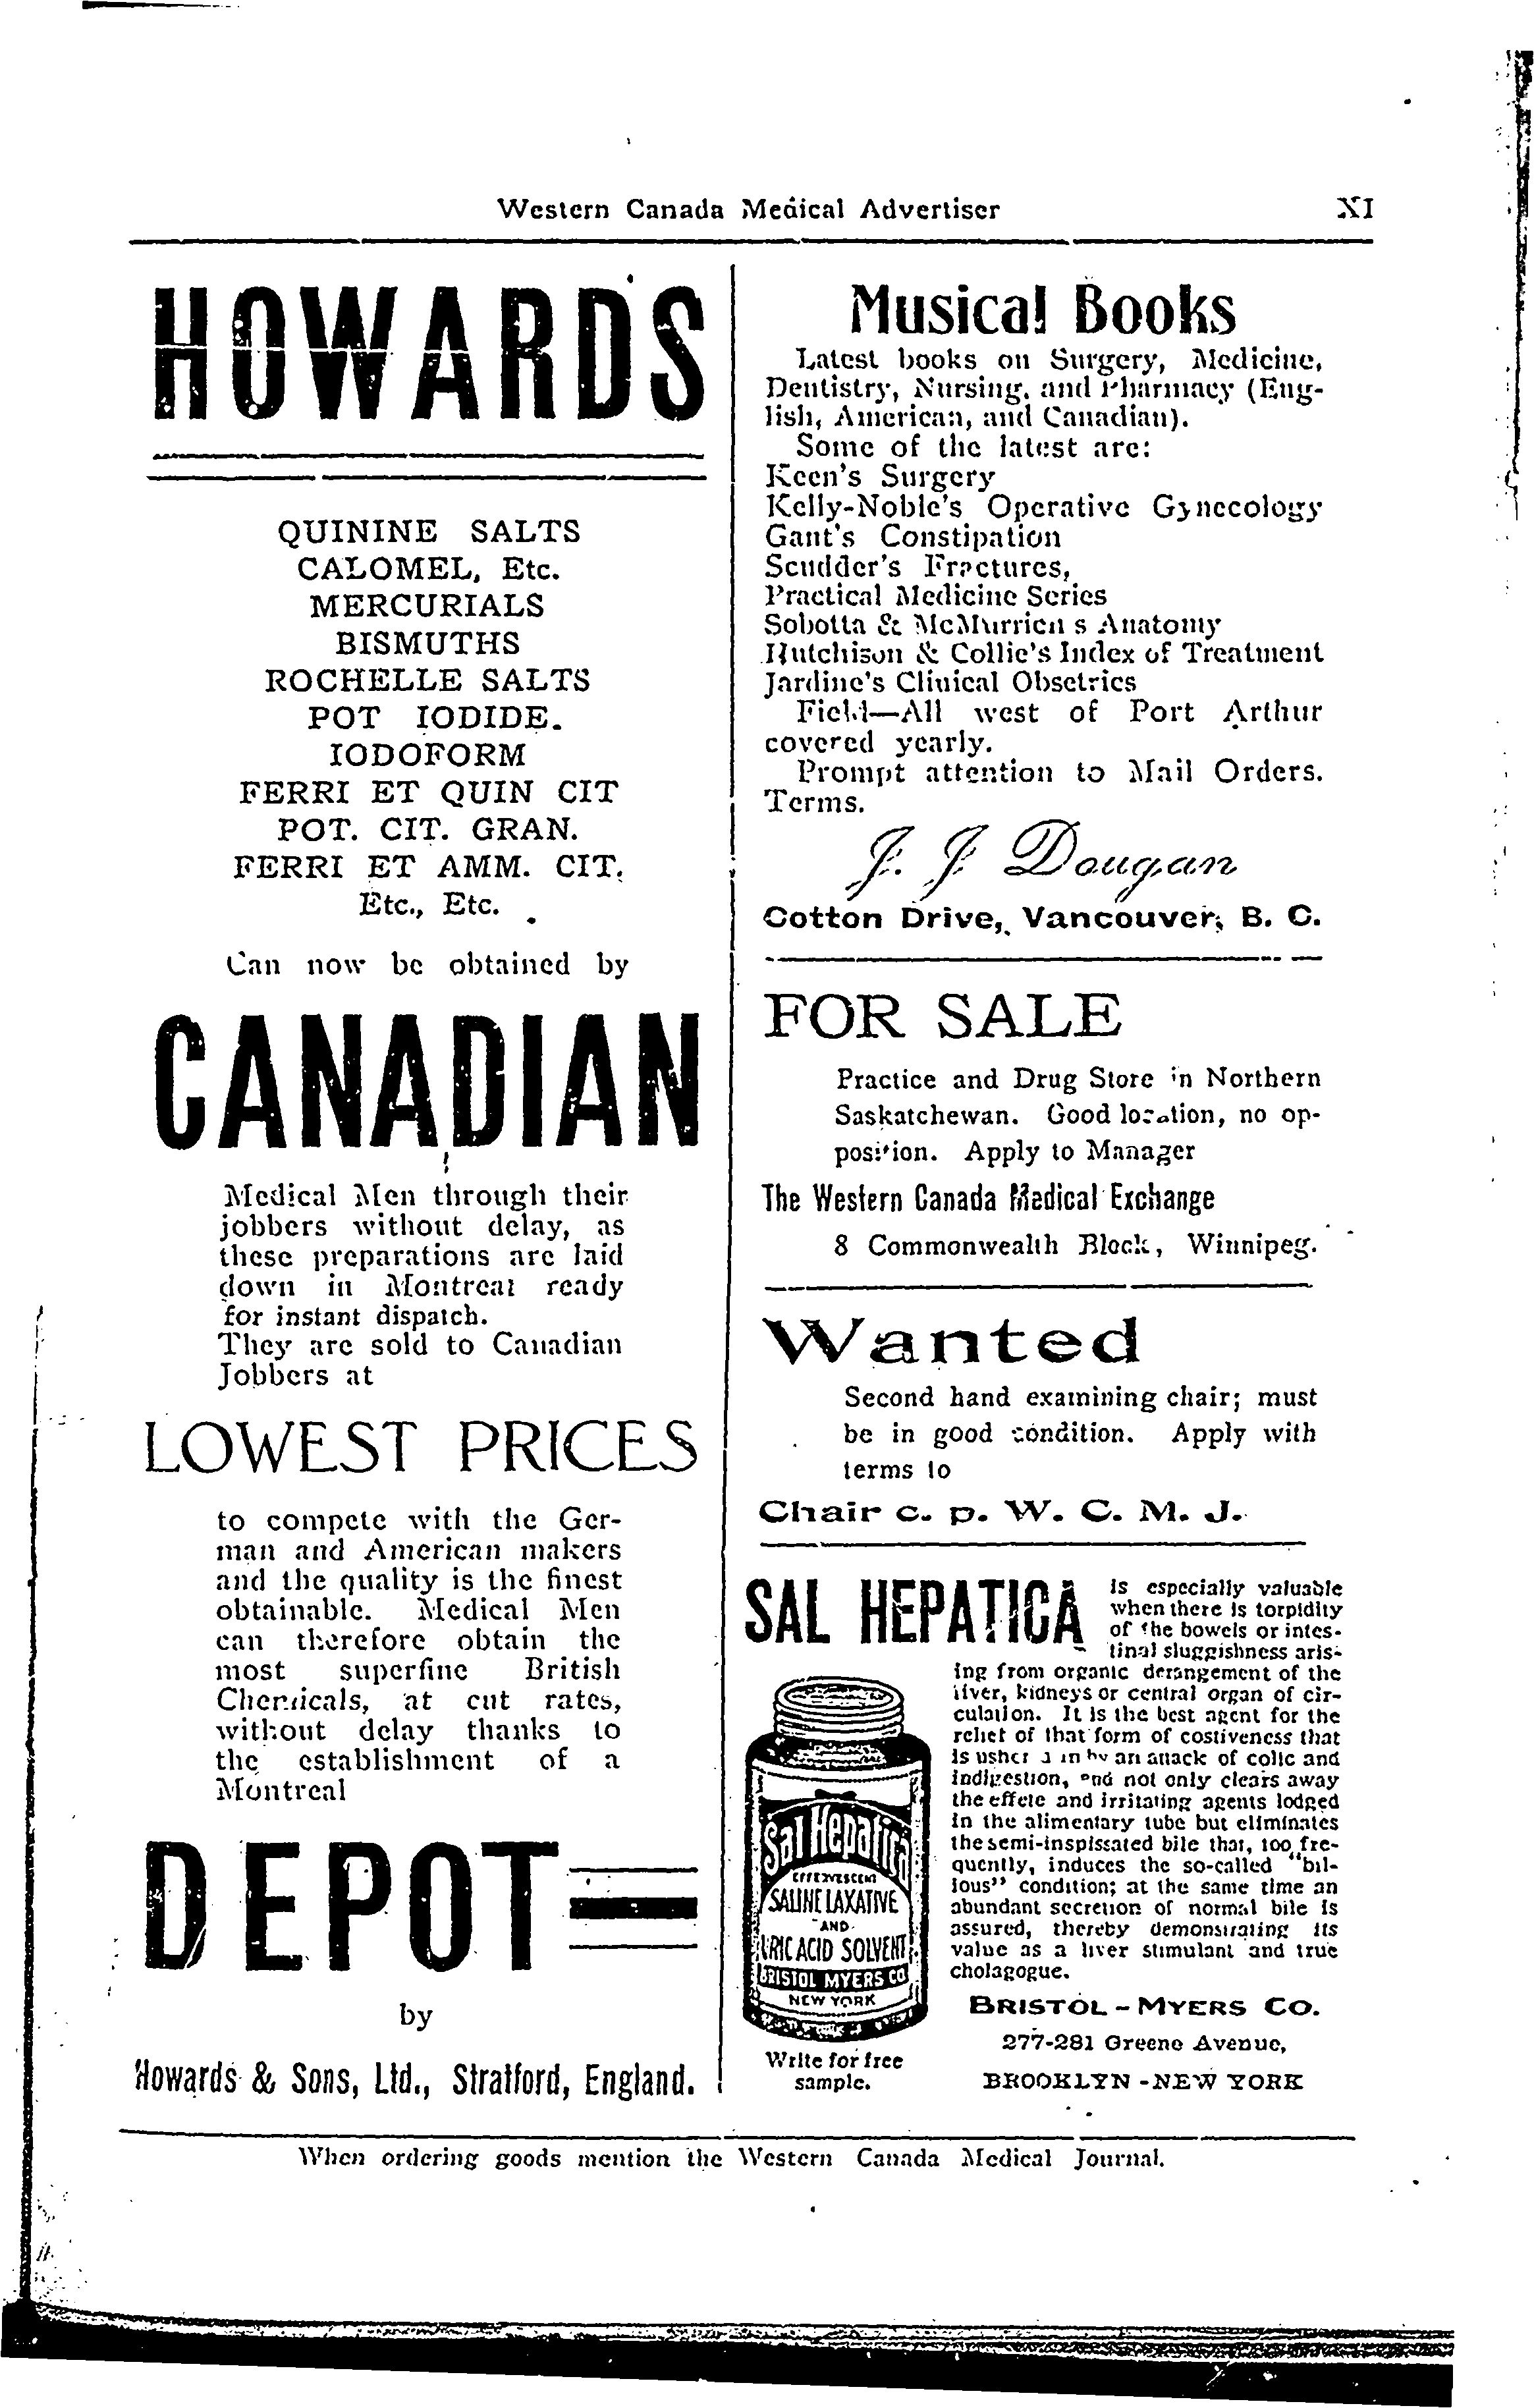 Western Canada Medical Advertiser XI
HOWARDS
QUININE SALTS
CALOMEL, Etc.
MERCURIALS
BISMUTHS
ROCHELLE SALTS
POT IODIDE.
IODOFORM
FERRI ET QUIN CIT
POT. CIT. GRAN.
FERRI ET AMM. CIT.
Etc., Etc.
Can now be obtained by
CANADIAN
Medical Men through their
jobbers without delay, as
these preparations are laid
down in Montreal ready
for instant dispatch.
They are sold to Canadian
Jobbers at
LOWEST PRICES
to compete with the Ger-
man and American makers
and the quality is the finest
obtainable. Medical Men
can therefore obtain the
most superfine British
Chemicals, at cut rates,
without delay thanks to
the establishment of a
Montreal
DEPOT
by
Howards & Sons, Ltd., Stratford, England.
Musical Books
Latest books on Surgery, Medicine,
Dentistry, Nursing, and Pharmacy (Eng-
lish, American, and Canadian).
Some of the latest are:
Keen's Surgery
Kelly-Noble's Operative Gynecology
Gant's Constipation
Scudder's Fractures,
Practical Medicine Series
Sobotta & McMurrich s Anatomy
Hutchison & Collie's Index of Treatment
Jardine's Clinical Obsetrics
Field—All west of Port Arthur
covered yearly.
Prompt attention to Mail Orders.
Terms.
J. J. Dougan
Cotton Drive, Vancouver, B. C.
FOR SALE
Practice and Drug Store in Northern
Saskatchewan. Good location, no op-
position. Apply to Manager
The Western Canada Medical Exchange
8 Commonwealth Block, Winnipeg.
Wanted
Second hand examining chair; must
be in good condition. Apply with
terms to
Chair c. p. W. C. M. J.
SAL HEPATICA
is especially valuable
when there is torpidity
of the bowels or intes-
tinal sluggishness aris-
ing from organic derangement of the
liver, kidneys or central organ of cir-
culation. It is the best agent for the
relief of that form of costiveness that
is ushered in by an attack of colic and
indigestion, and not only clears away
the effete and irritating agents lodged
in the alimentary tube but eliminates
the semi-inspissated bile that, too fre-
quently, induces the so-called "bil-
ious" condition; at the same time an
abundant secretion of normal bile is
assured, thereby demonstrating its
value as a liver stimulant and true
cholagogue.
Sal Hepatica
EFFERVESCENT
SALINE LAXATIVE
AND
URIC ACID SOLVENT
BRISTOL MYERS CO
NEW YORK
Write for free
sample.
BRISTOL-MYERS CO.
277-281 Greene Avenue,
BROOKLYN - NEW YORK
When ordering goods mention the Western Canada Medical Journal.